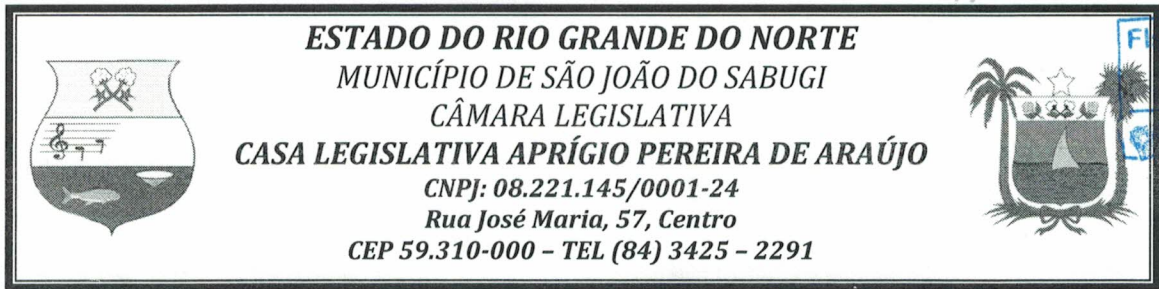 ESTADO DO RIO GRANDE DO NORTE
MUNICÍPIO DE SÃO JOÃO DO SABUGI
CÂMARA LEGISLATIVA
CASA LEGISLATIVA APRÍGIO PEREIRA DE ARAÚJO
CNPJ: 08.221.145/0001-24
Rua José Maria, 57, Centro
CEP 59.310-000 – TEL (84) 3425 – 2291